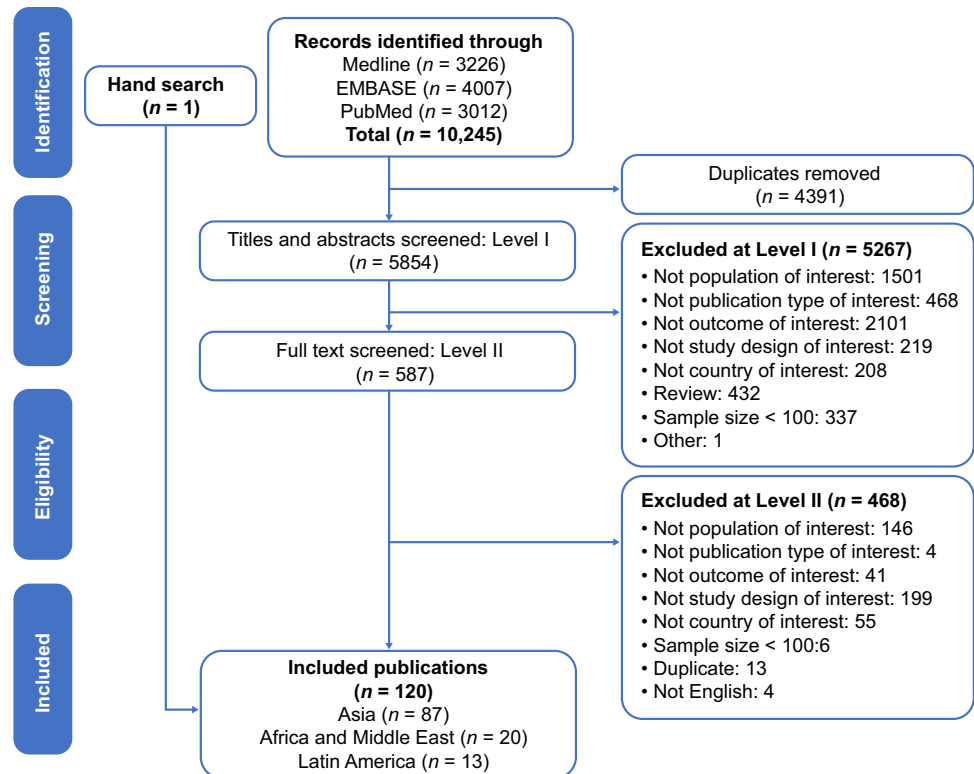 Identification
Hand search
(n = 1)
Records identified through
Medline (n = 3226)
EMBASE (n = 4007)
PubMed (n = 3012)
Total (n = 10,245)
Duplicates removed
(n = 4391)
Screening
Titles and abstracts screened: Level I
(n = 5854)
Excluded at Level I (n = 5267)
• Not population of interest: 1501
• Not publication type of interest: 468
• Not outcome of interest: 2101
• Not study design of interest: 219
• Not country of interest: 208
• Review: 432
• Sample size < 100: 337
• Other: 1
Full text screened: Level II
(n = 587)
Eligibility
Excluded at Level II (n = 468)
• Not population of interest: 146
• Not publication type of interest: 4
• Not outcome of interest: 41
• Not study design of interest: 199
• Not country of interest: 55
• Sample size < 100:6
• Duplicate: 13
• Not English: 4
Included
Included publications
(n = 120)
Asia (n = 87)
Africa and Middle East (n = 20)
Latin America (n = 13)